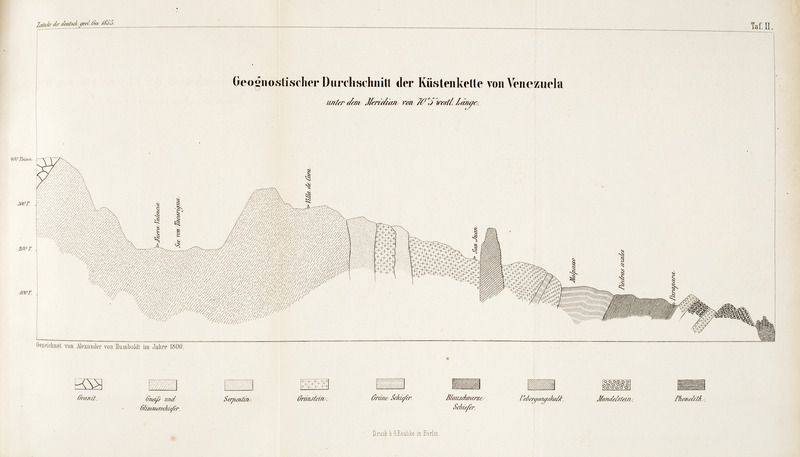 Zeitschr. der deutsch. geol. Ges. 1853.
Taf. II.
Geognostischer Durchschnitt der Küstenkette von Venezuela
unter dem Meridian von 70° 5' westl. Länge.
400 Toisen
300 T.
200 T.
100 T.
Nueva Valencia
See von Tacarigua
Villa de Cura
San Juan
Malpasso
Piedras azules
Parapara
Gezeichnet von Alexander von Humboldt im Jahre 1800.
Granit.
Gneiss und
Glimmerschiefer.
Serpentin.
Grünstein.
Grüne Schiefer.
Blauschwarze
Schiefer.
Uebergangskalk.
Mandelstein.
Phonolith.
Druck b. in Berlin.